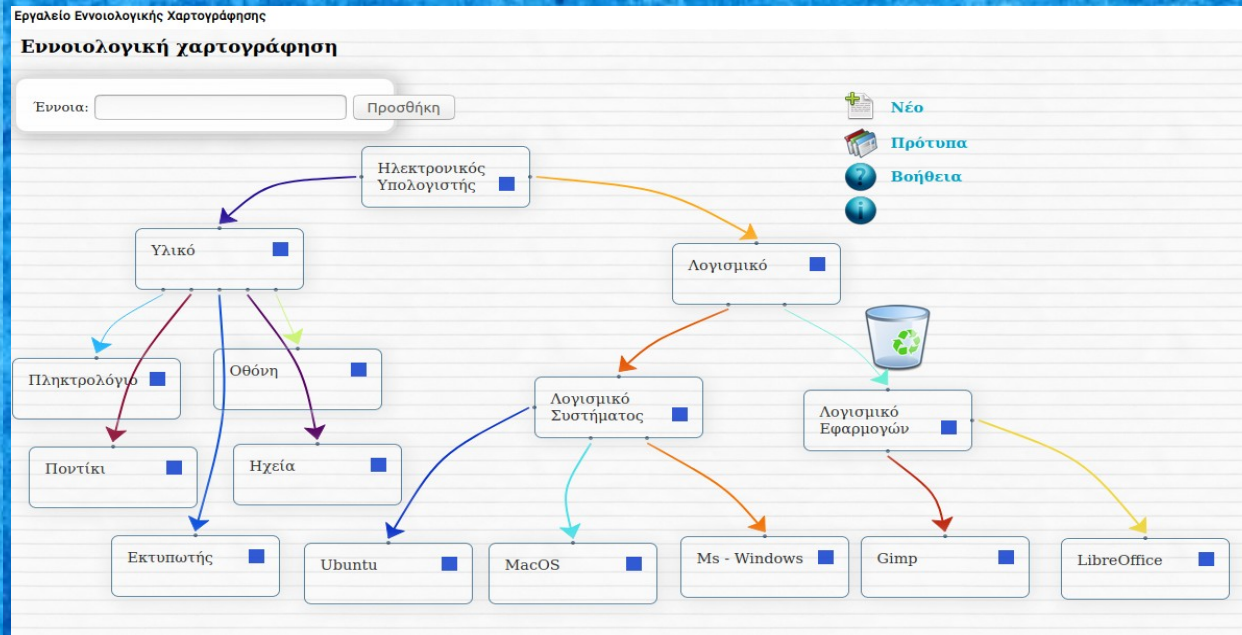 Εργαλείο Εννοιολογικής Χαρτογράφησης
Εννοιολογική χαρτογράφηση
Έννοια:
Προσθήκη
Νέο
Πρότυπα
Βοήθεια
Ηλεκτρονικός
Υπολογιστής
Υλικό
Λογισμικό
Πληκτρολόγιο
Οθόνη
Λογισμικό
Συστήματος
Λογισμικό
Εφαρμογών
Ποντίκι
Ηχεία
Εκτυπωτής
Ubuntu
MacOS
Ms - Windows
Gimp
LibreOffice